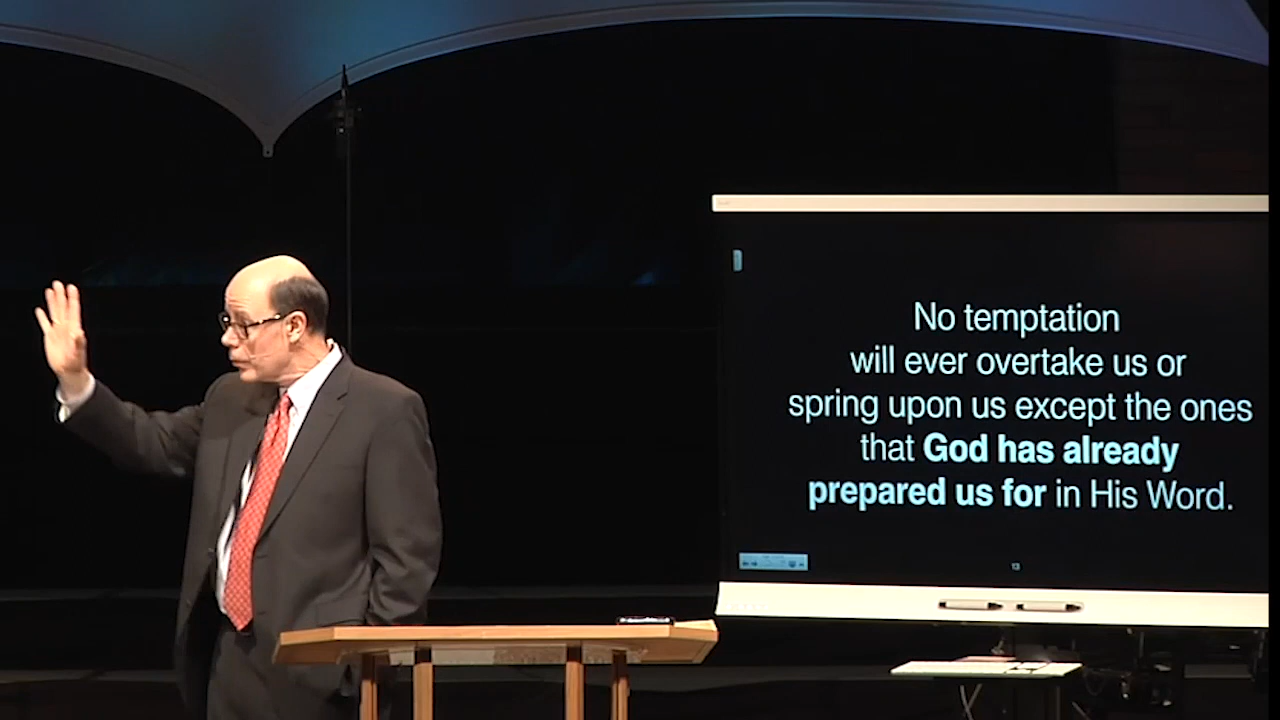 No temptation
will ever overtake us or
spring upon us except the ones
that God has already
prepared us for in His Word.
13